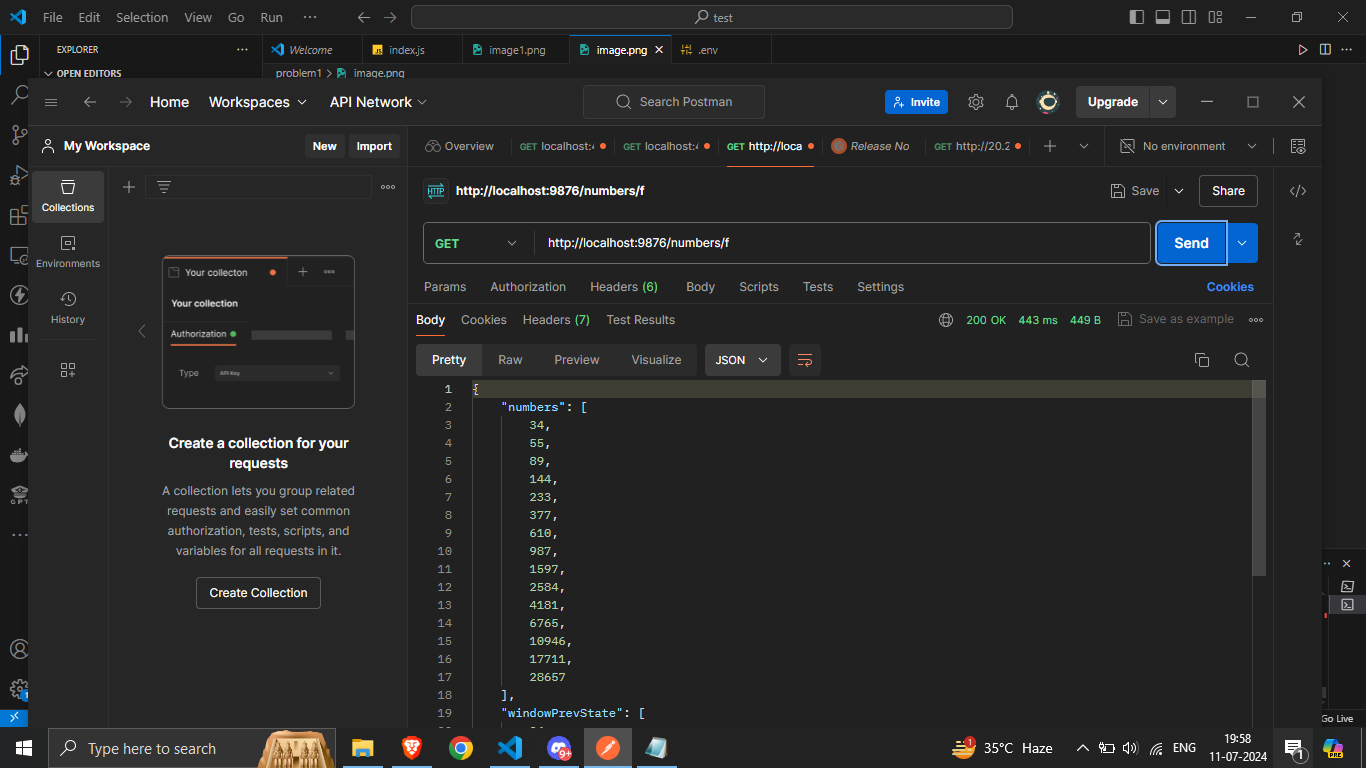 File Edit Selection View Go Run ··· test
EXPLORER ··· Welcome index.js image1.png image.png .env
OPEN EDITORS problem1 > image.png
Home Workspaces API Network Search Postman Invite Upgrade
My Workspace New Import Overview GET localhost:4 GET localhost:4 GET http://loca Release No GET http://20.2 No environment
Collections
Environments
History
HTTP http://localhost:9876/numbers/f Save Share
GET http://localhost:9876/numbers/f Send
Params Authorization Headers (6) Body Scripts Tests Settings Cookies
Body Cookies Headers (7) Test Results 200 OK 443 ms 449 B Save as example
Pretty Raw Preview Visualize JSON
Your collecton
Your collection
Authorization
Type API Key
Create a collection for your
requests
A collection lets you group related
requests and easily set common
authorization, tests, scripts, and
variables for all requests in it.
Create Collection
1 {
2 "numbers": [
3 34,
4 55,
5 89,
6 144,
7 233,
8 377,
9 610,
10 987,
11 1597,
12 2584,
13 4181,
14 6765,
15 10946,
16 17711,
17 28657
18 ],
19 "windowPrevState": [
GPT
1
Go Live
Type here to search 9+ 1 35°C Haze ENG 19:58
11-07-2024
1
PRE